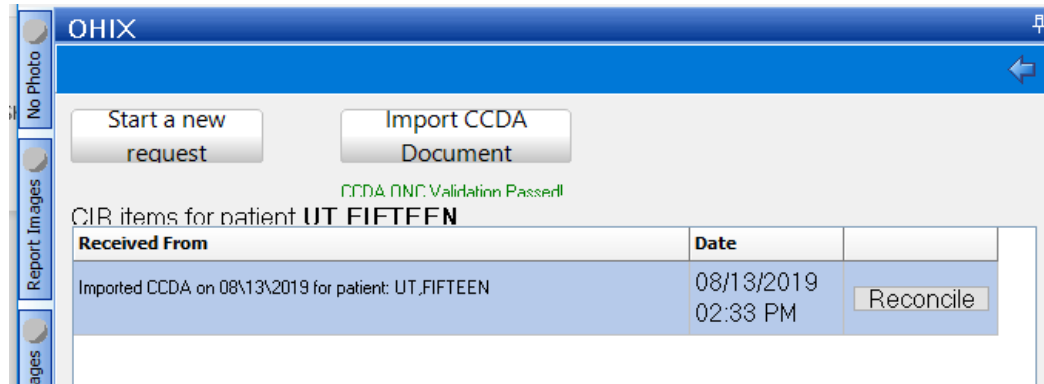 OHIX
No Photo
Start a new
request
Import CCDA
Document
CCDA ONC Validation Passed!
CIR items for patient UT FIFTEEN
Report Images
Received From Date
Imported CCDA on 08\13\2019 for patient: UT,FIFTEEN 08/13/2019
02:33 PM
Reconcile
ages